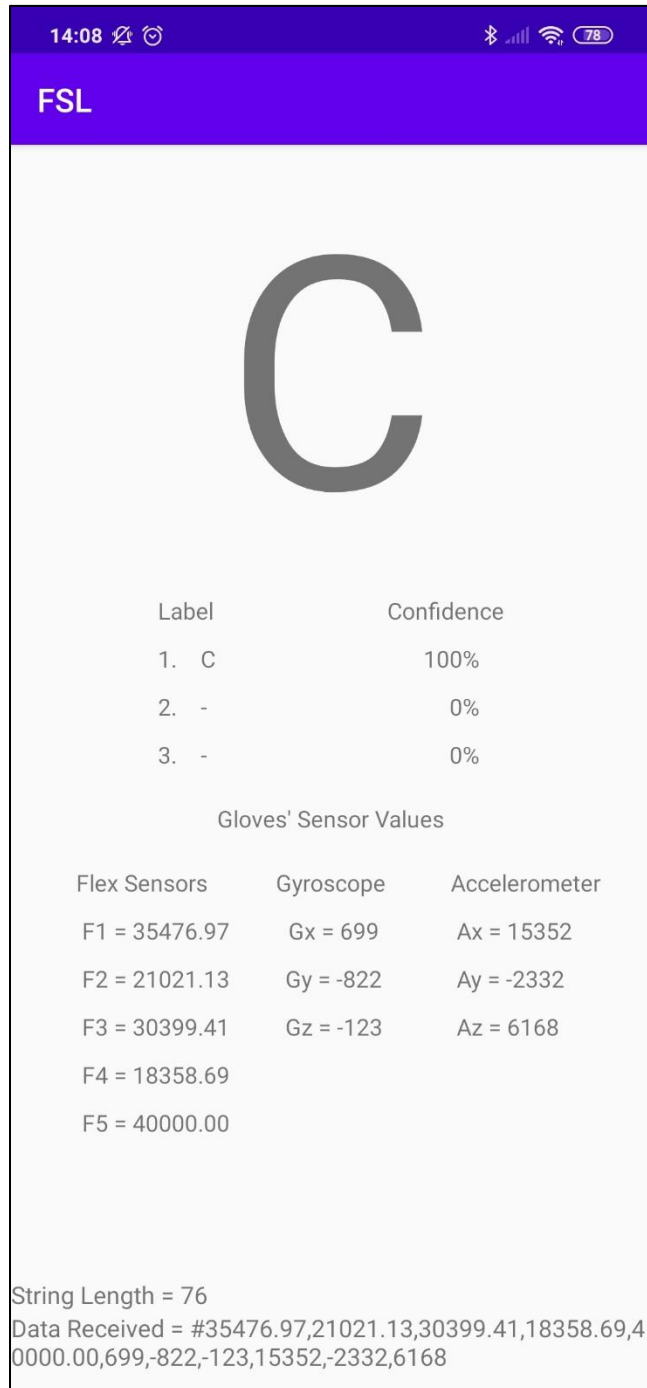 14:08 78
FSL
C
Label Confidence
1. C 100%
2. - 0%
3. - 0%
Gloves' Sensor Values
Flex Sensors Gyroscope Accelerometer
F1 = 35476.97 Gx = 699 Ax = 15352
F2 = 21021.13 Gy = -822 Ay = -2332
F3 = 30399.41 Gz = -123 Az = 6168
F4 = 18358.69
F5 = 40000.00
String Length = 76
Data Received = #35476.97,21021.13,30399.41,18358.69,4
0000.00,699,-822,-123,15352,-2332,6168